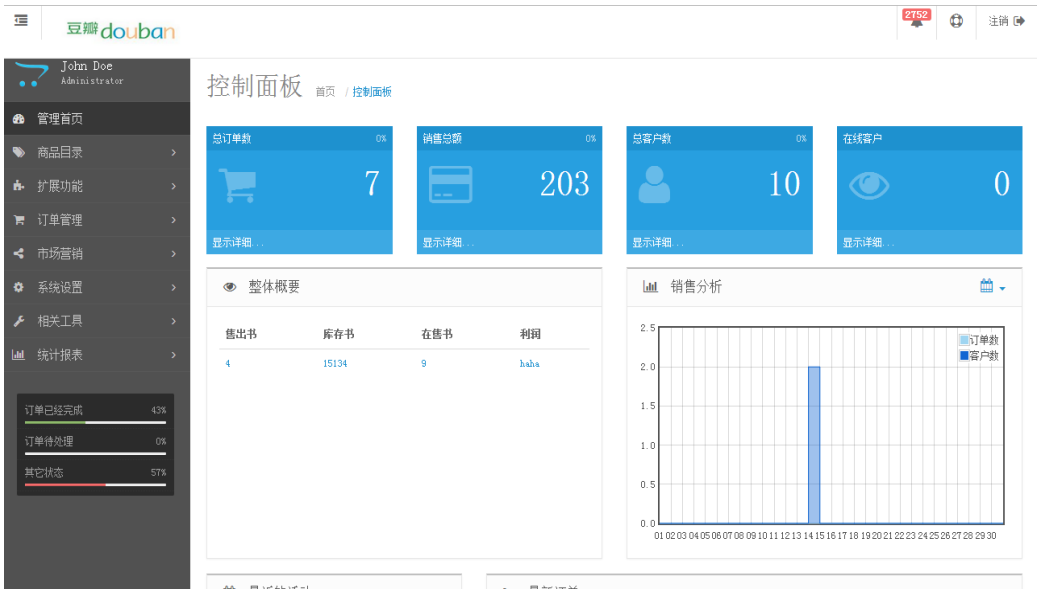 豆瓣douban
2752
注销
John Doe
Administrator
控制面板 首页 / 控制面板
管理首页
商品目录
扩展功能
订单管理
市场营销
系统设置
相关工具
统计报表
订单已经完成 43%
订单待处理 0%
其它状态 57%
总订单数 0%
7
显示详细...
销售总额 0%
203
显示详细...
总客户数 0%
10
显示详细...
在线客户
0
显示详细...
整体概要
售出书 库存书 在售书 利润
4 15134 9 haha
销售分析
订单数
客户数
2.5
2.0
1.5
1.0
0.5
0.0
01 02 03 04 05 06 07 08 09 10 11 12 13 14 15 16 17 18 19 20 21 22 23 24 25 26 27 28 29 30